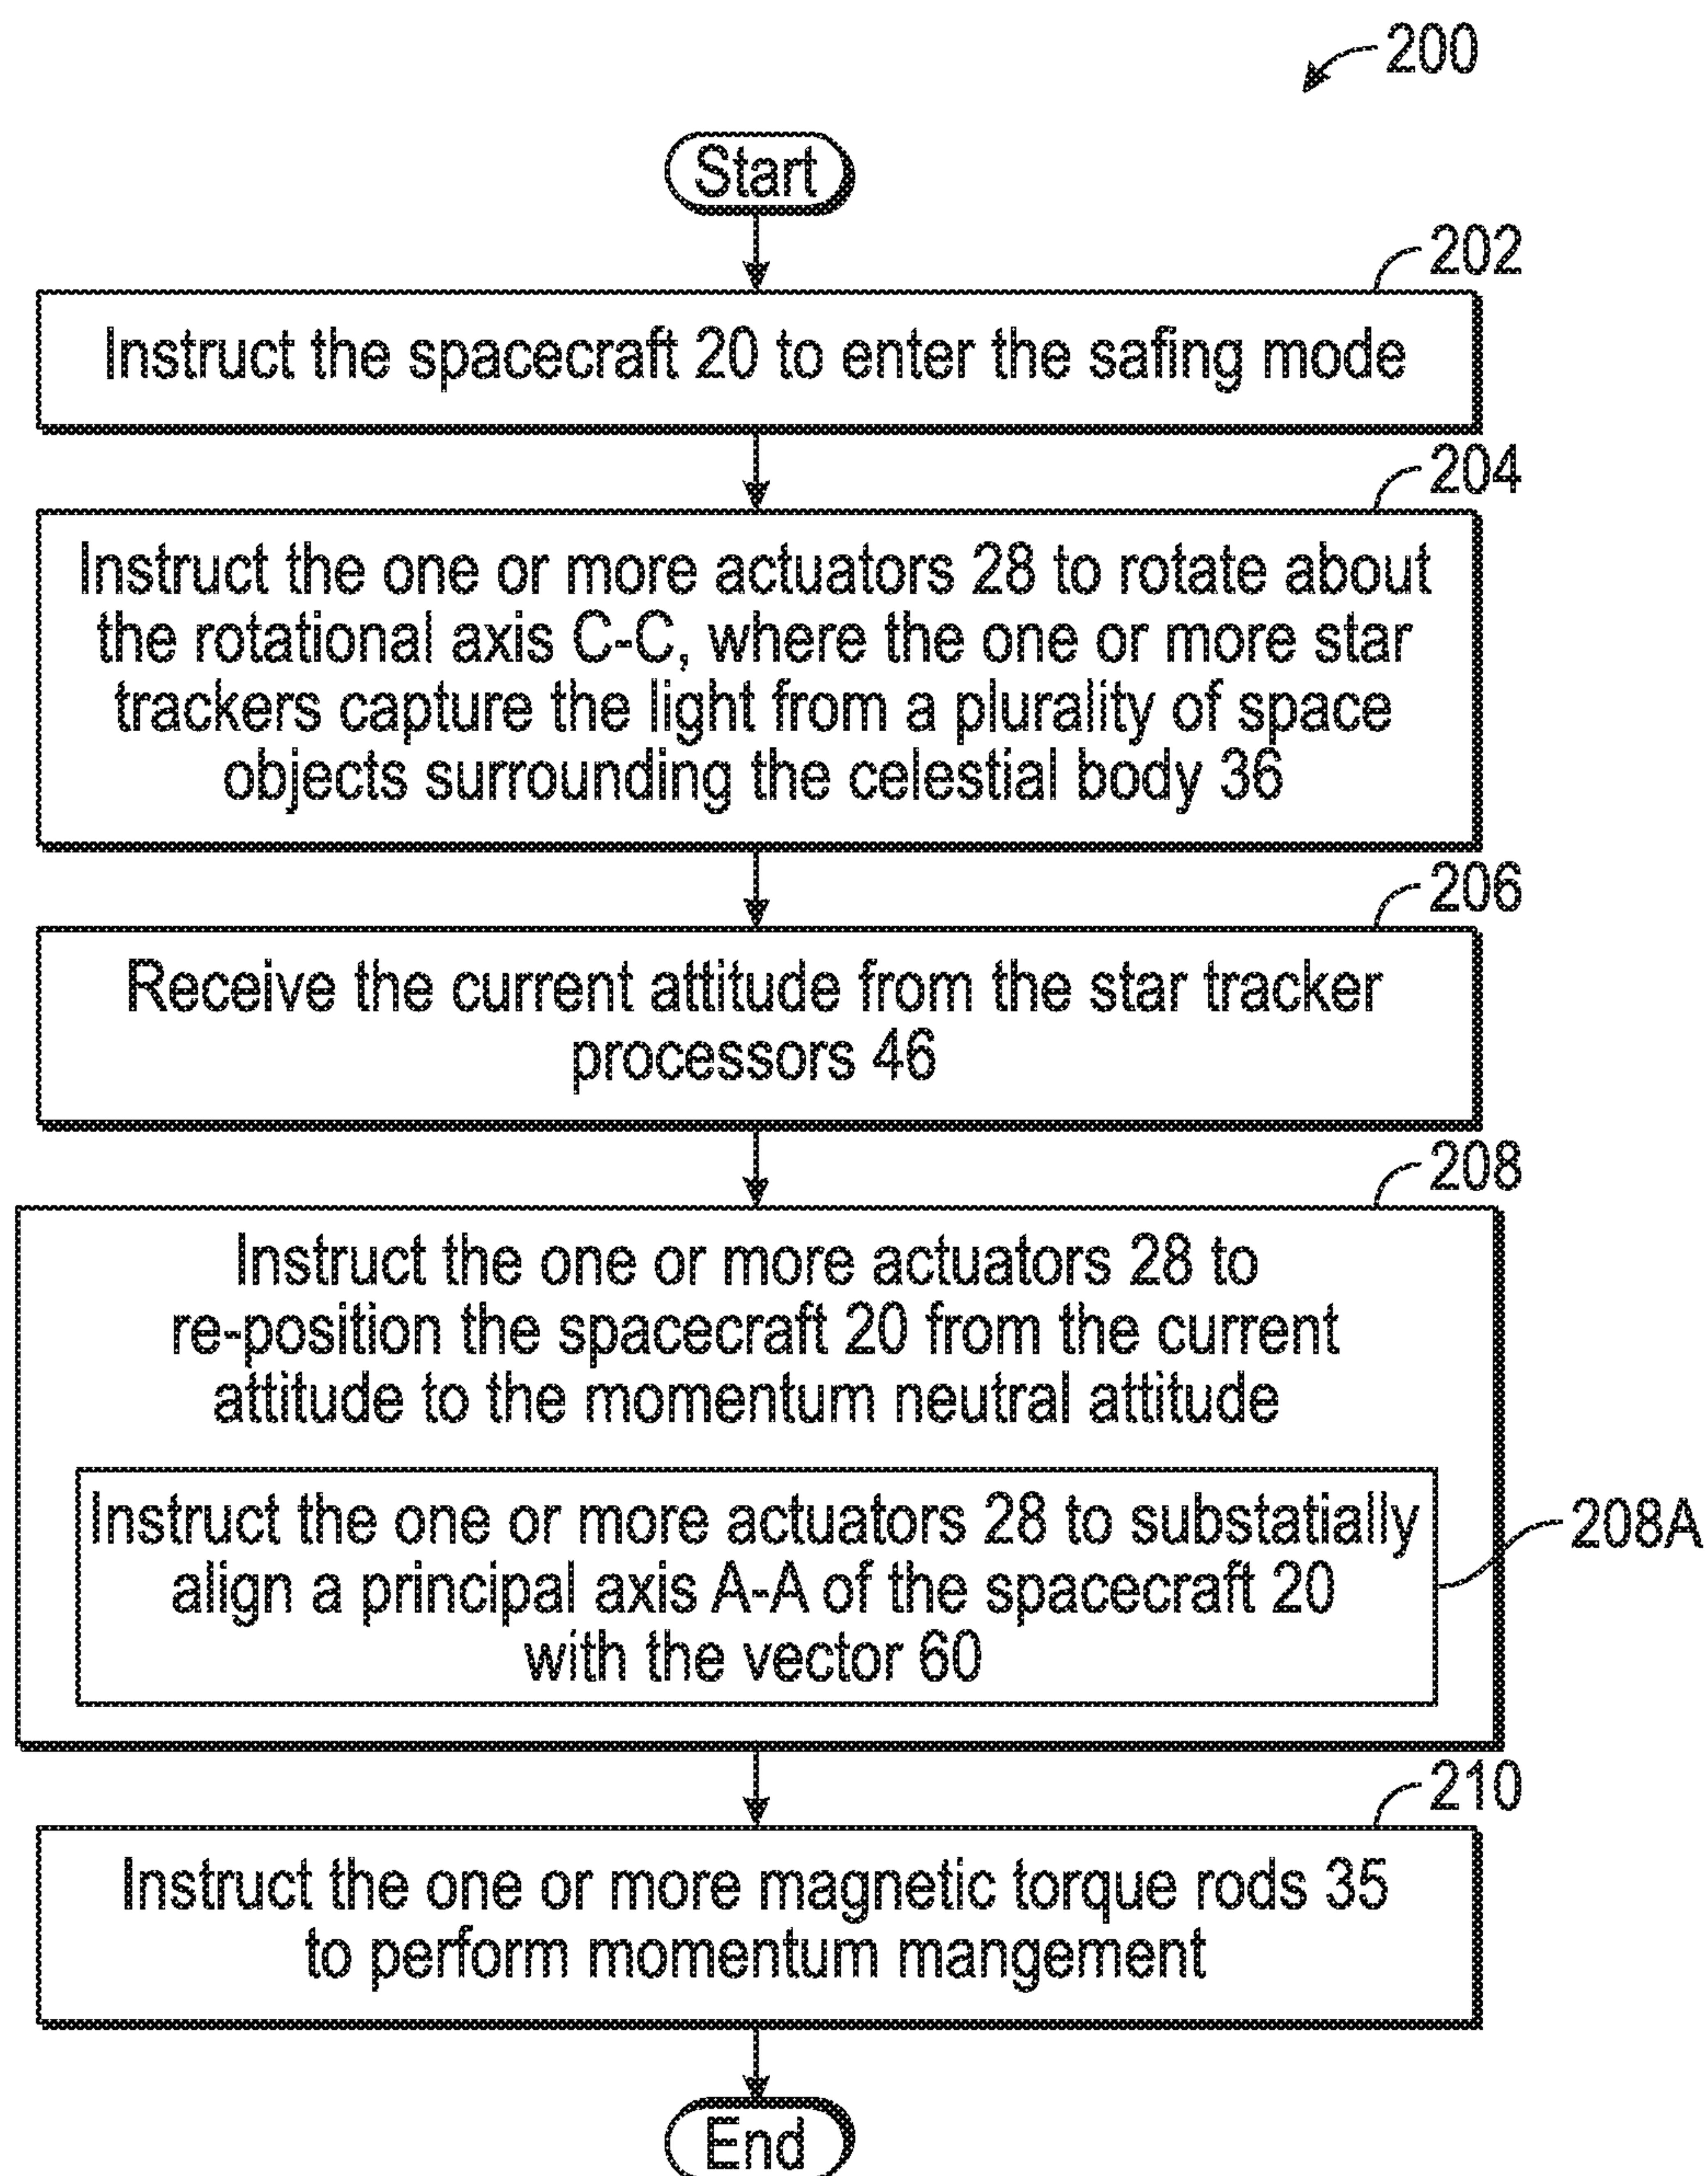 200
Start
202
Instruct the spacecraft 20 to enter the safing mode
204
Instruct the one or more actuators 28 to rotate about
the rotational axis C-C, where the one or more star
trackers capture the light from a plurality of space
objects surrounding the celestial body 36
206
Receive the current attitude from the star tracker
processors 46
208
Instruct the one or more actuators 28 to
re-position the spacecraft 20 from the current
attitude to the momentum neutral attitude
Instruct the one or more actuators 28 to substatially
align a principal axis A-A of the spacecraft 20
with the vector 60
208A
210
Instruct the one or more magnetic torque rods 35
to perform momentum mangement
End